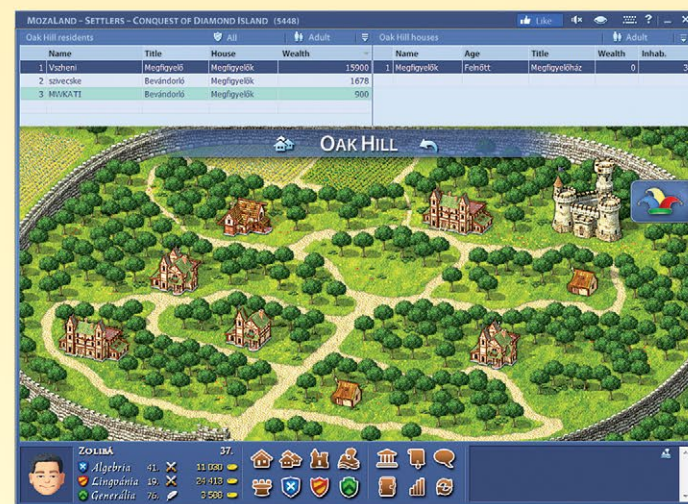 MOZALAND - SETTLERS - CONQUEST OF DIAMOND ISLAND (5448)
Like
?
Oak Hill residents All Adult
Name Title House Wealth
1 Vszheni Megfigyelő Megfigyelők 15900
2 szivecske Bevándorló Megfigyelők 1678
3 MWKATI Bevándorló Megfigyelők 900
Oak Hill houses Adult
Name Age Title Wealth Inhab.
1 Megfigyelők Felnőtt Megfigyelőház 0 3
OAK HILL
ZOLIBÁ 37.
Algebria 41. 11 030
Lingvánia 19. 24 413
Generália 76. 3 500